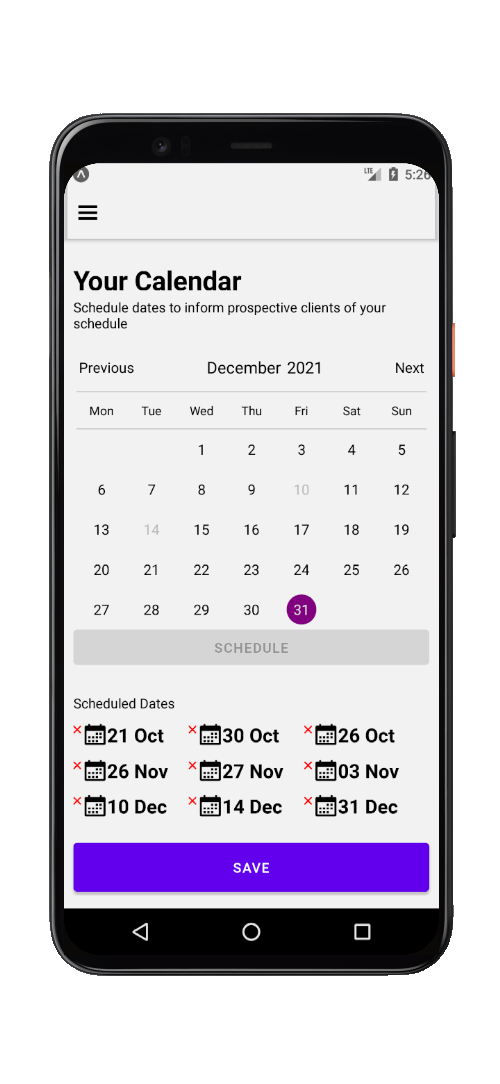 LTE 5:26
Your Calendar
Schedule dates to inform prospective clients of your
schedule
Previous December 2021 Next
Mon Tue Wed Thu Fri Sat Sun
1 2 3 4 5
6 7 8 9 10 11 12
13 14 15 16 17 18 19
20 21 22 23 24 25 26
27 28 29 30 31
SCHEDULE
Scheduled Dates
21 Oct 30 Oct 26 Oct
26 Nov 27 Nov 03 Nov
10 Dec 14 Dec 31 Dec
SAVE